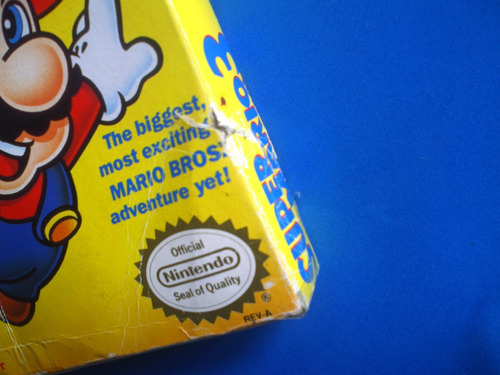 The biggest,
most exciting
MARIO BROS.
adventure yet!
Official
Nintendo
Seal of Quality
®
REV-A
SUPER MARIO 3